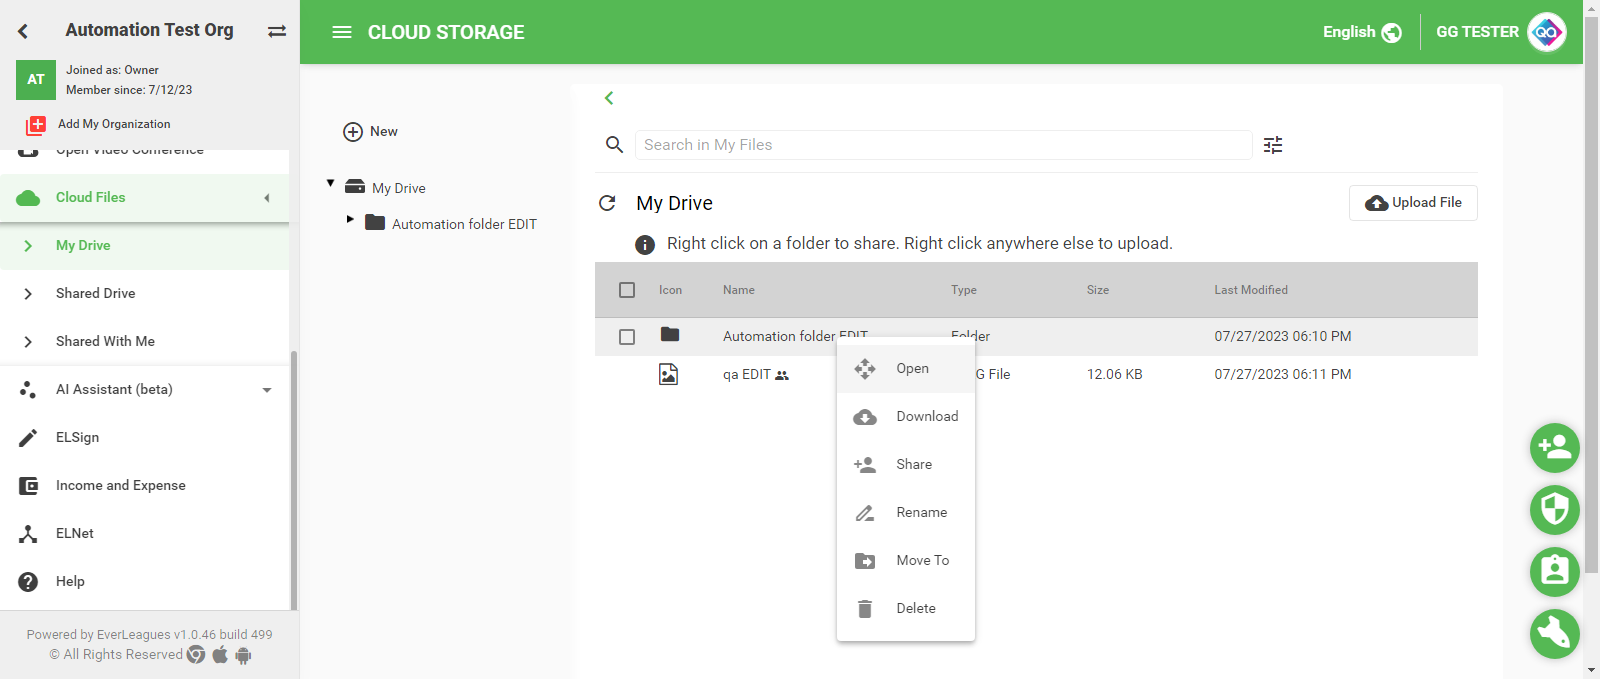 Automation Test Org
AT
Joined as: Owner
Member since: 7/12/23
Add My Organization
Open Video Conference
Cloud Files
My Drive
Shared Drive
Shared With Me
AI Assistant (beta)
ELSign
Income and Expense
ELNet
Help
Powered by EverLeagues v1.0.46 build 499
© All Rights Reserved
CLOUD STORAGE
English
GG TESTER
QA
New
My Drive
Automation folder EDIT
Search in My Files
My Drive
Upload File
Right click on a folder to share. Right click anywhere else to upload.
Icon Name Type Size Last Modified
Automation folder EDIT Folder 07/27/2023 06:10 PM
qa EDIT G File 12.06 KB 07/27/2023 06:11 PM
Open
Download
Share
Rename
Move To
Delete